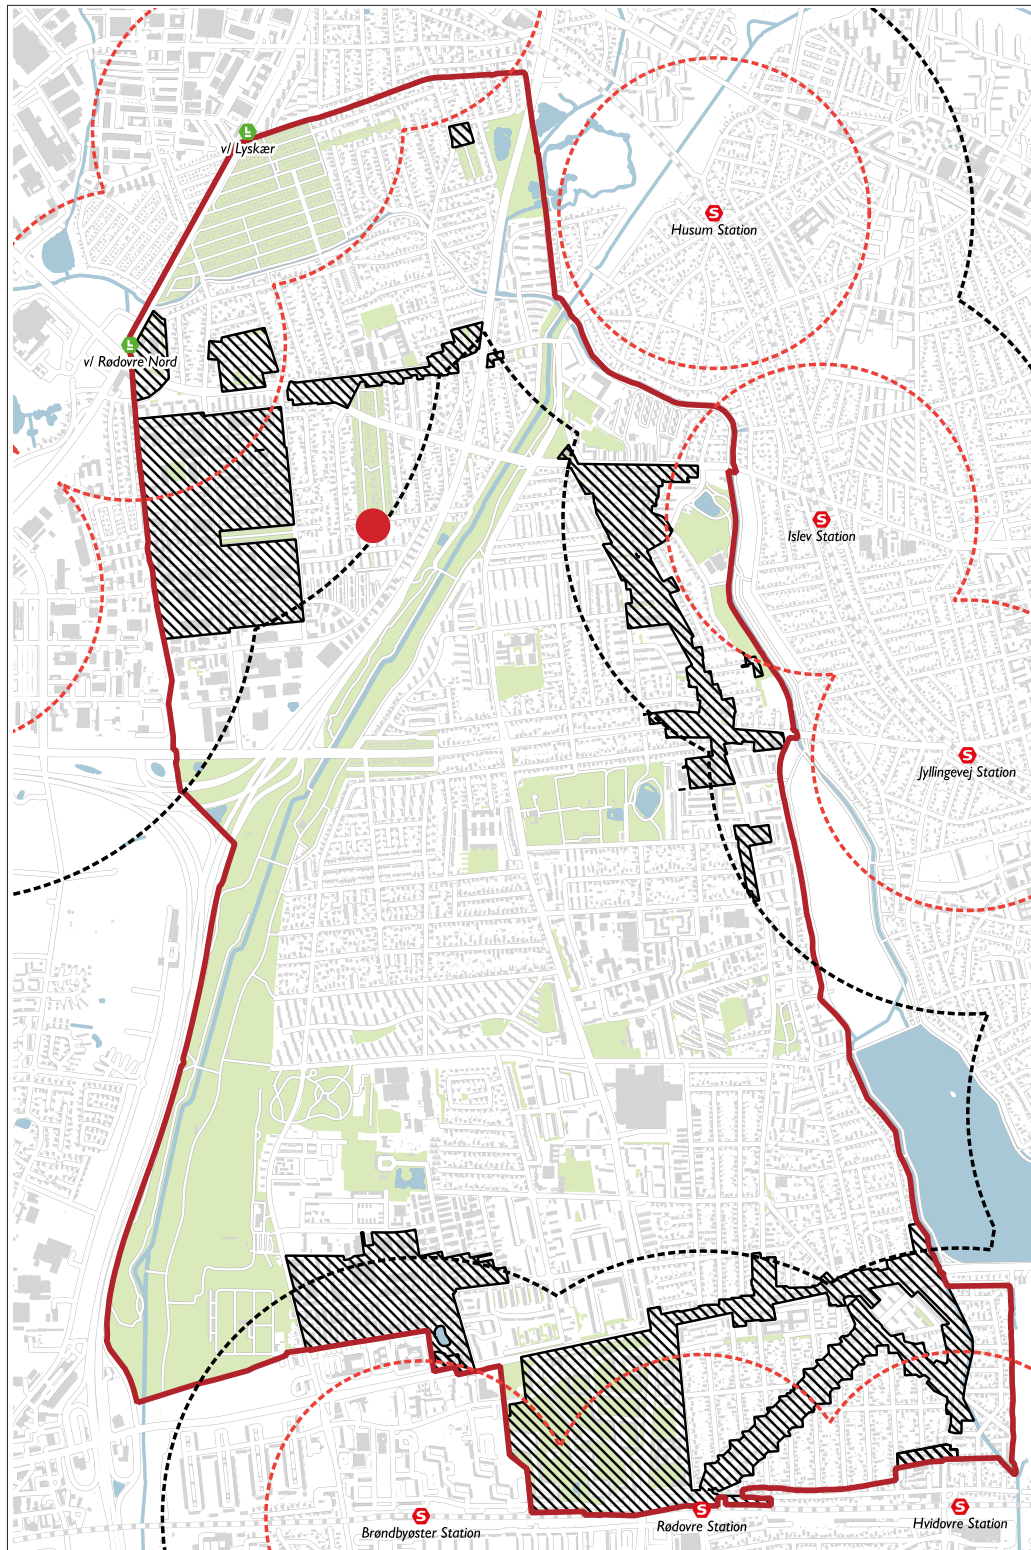 v/ Lyskær
Husum Station
v/ Rødovre Nord
Islev Station
Jyllingevej Station
Brøndbyøster Station
Rødovre Station
Hvidovre Station
L
L
S
S
S
S
S
S